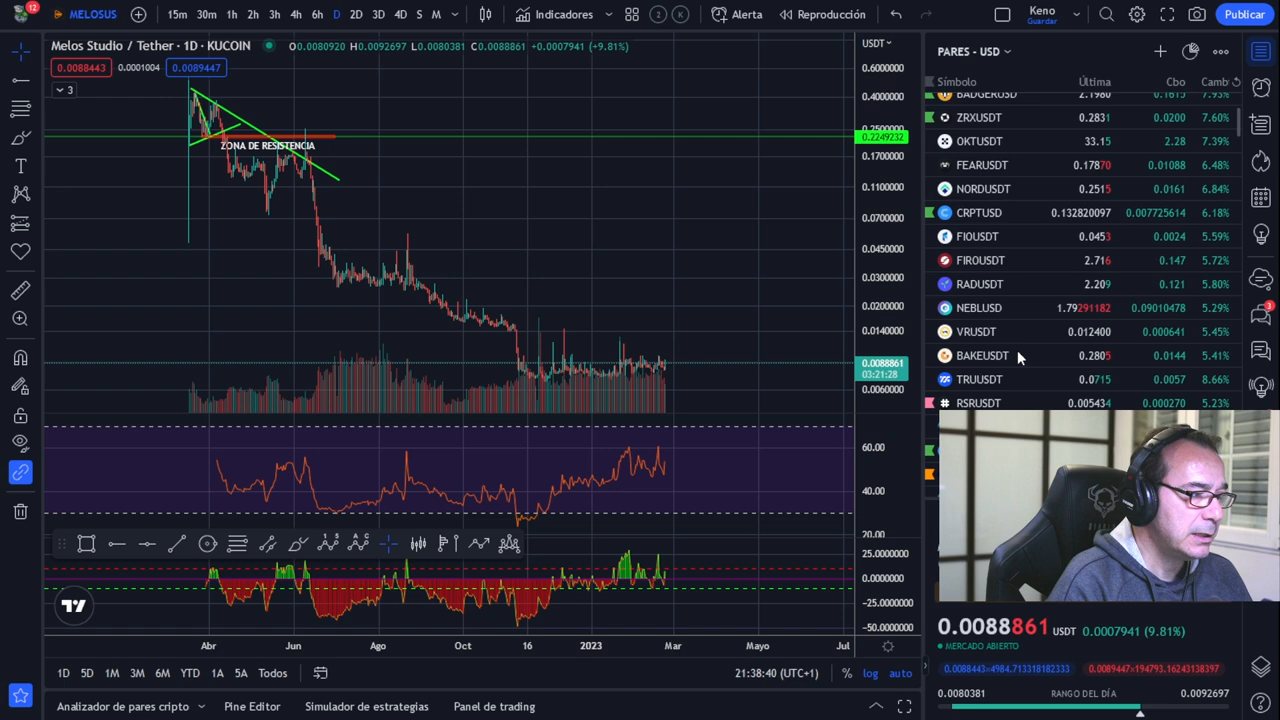 12
MELOSUS
15m 30m 1h 2h 3h 4h 6h D 2D 3D 4D S M
Indicadores
2 K
Alerta
Reproducción
Keno
Guardar
Publicar
Melos Studio / Tether · 1D · KUCOIN
O0.0080920 H0.0092697 L0.0080381 C0.0088861 +0.0007941 (+9.81%)
0.0088443 0.0001004 0.0089447
3
USDT
0.6000000
0.4000000
0.2500000
0.2249232
0.1700000
0.1100000
0.0700000
0.0450000
0.0300000
0.0200000
0.0140000
0.0088861
03:21:28
0.0060000
ZONA DE RESISTENCIA
60.00
40.00
20.00
25.0000000
0.0000000
-25.0000000
-50.0000000
Abr Jun Ago Oct 16 2023 Mar Mayo Jul
1D 5D 1M 3M 6M YTD 1A 5A Todos
21:38:40 (UTC+1)
% log auto
Analizador de pares cripto
Pine Editor
Simulador de estrategias
Panel de trading
PARES - USD
Símbolo Última Cbo Camb
BADGERUSD 2.1980 0.1615 7.93%
ZRXUSDT 0.2831 0.0200 7.60%
OKTUSDT 33.15 2.28 7.39%
FEARUSDT 0.17870 0.01088 6.48%
NORDUSDT 0.2515 0.0161 6.84%
CRPTUSD 0.132820097 0.007725614 6.18%
FIOUSDT 0.0453 0.0024 5.59%
FIROUSDT 2.716 0.147 5.72%
RADUSDT 2.209 0.121 5.80%
NEBLUSD 1.79291182 0.09010478 5.29%
VRUSDT 0.012400 0.000641 5.45%
BAKEUSDT 0.2805 0.0144 5.41%
TRUUSDT 0.0715 0.0057 8.66%
RSRUSDT 0.005434 0.000270 5.23%
3
0.0088861 USDT 0.0007941 (9.81%)
MERCADO ABIERTO
0.0088443×4984.713318182333 0.0089447×194793.16243138397
0.0080381 RANGO DEL DÍA 0.0092697